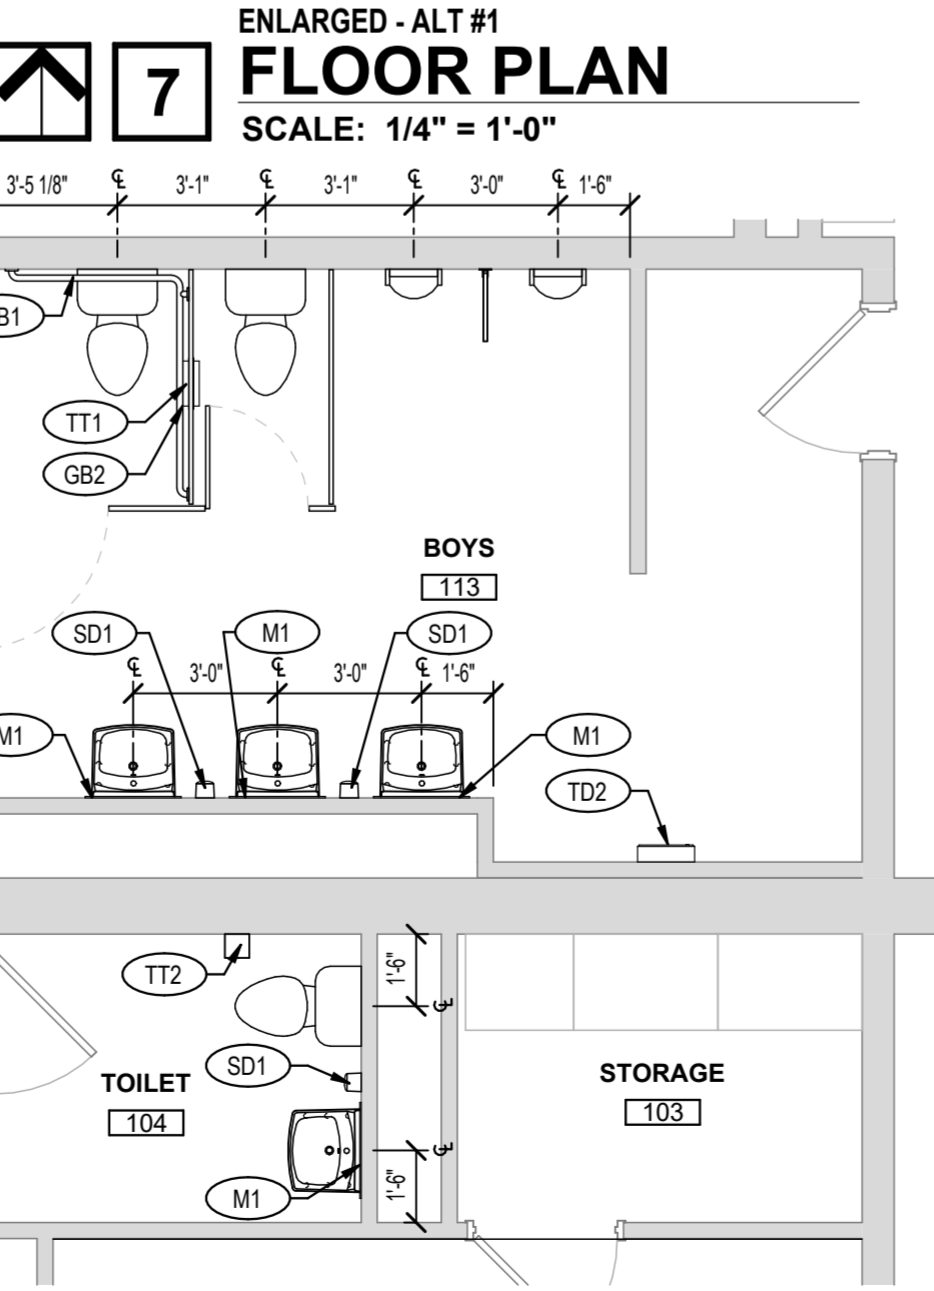 ENLARGED - ALT #1
7
FLOOR PLAN
SCALE: 1/4" = 1'-0"
3'-5 1/8" ℄ 3'-1" ℄ 3'-1" ℄ 3'-0" ℄ 1'-6"
B1
TT1
GB2
BOYS
113
SD1 M1 SD1
℄ 3'-0" ℄ 3'-0" ℄ 1'-6"
M1 M1
TD2
TT2 1'-6" ℄
SD1
TOILET STORAGE
104 103
℄
M1 1'-6"